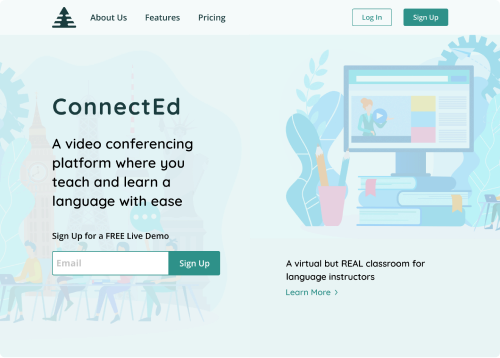 About Us Features Pricing Log In Sign Up
ConnectEd
A video conferencing
platform where you
teach and learn a
language with ease
Sign Up for a FREE Live Demo
Email Sign Up
A virtual but REAL classroom for
language instructors
Learn More >